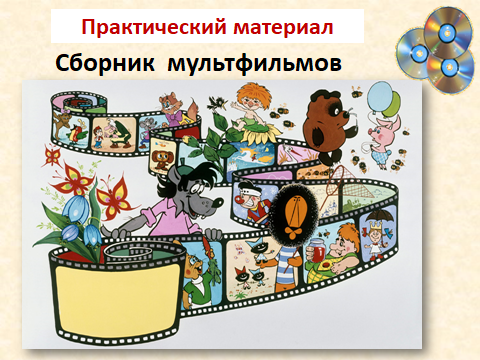 Практический материал
Сборник мультфильмов